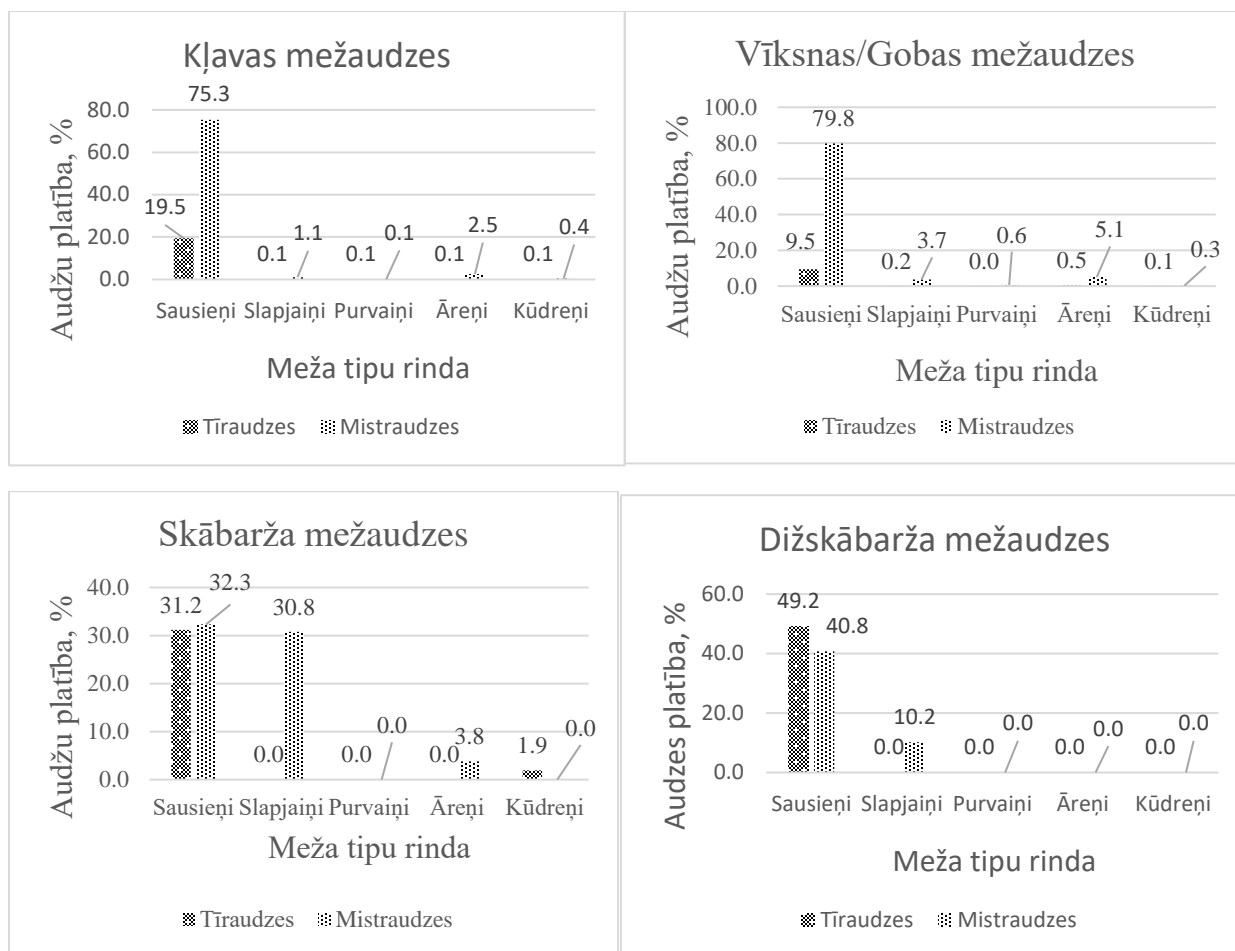 Kļavas mežaudzes
75.3
80.0
60.0
40.0
19.5
20.0
0.1 1.1 0.1 0.1 0.1 2.5 0.1 0.4
0.0
Sausieņi Slapjaiņi Purvaiņi Āreņi Kūdreņi
Audžu platība, %
Meža tipu rinda
Tīraudzes Mistraudzes
Vīksnas/Gobas mežaudzes
100.0
79.8
80.0
60.0
40.0
20.0
9.5 0.2 3.7 0.0 0.6 0.5 5.1 0.1 0.3
0.0
Sausieņi Slapjaiņi Purvaiņi Āreņi Kūdreņi
Audžu platība, %
Meža tipu rinda
Tīraudzes Mistraudzes
Skābarža mežaudzes
40.0
31.2 32.3 30.8
30.0
20.0
10.0
0.0 0.0 0.0 0.0 3.8 1.9 0.0
0.0
Sausieņi Slapjaiņi Purvaiņi Āreņi Kūdreņi
Audžu platība, %
Meža tipu rinda
Tīraudzes Mistraudzes
Dižskābarža mežaudzes
60.0
49.2 40.8
40.0
20.0
0.0 10.2 0.0 0.0 0.0 0.0 0.0 0.0
0.0
Sausieņi Slapjaiņi Purvaiņi Āreņi Kūdreņi
Audzes platība, %
Meža tipu rinda
Tīraudzes Mistraudzes